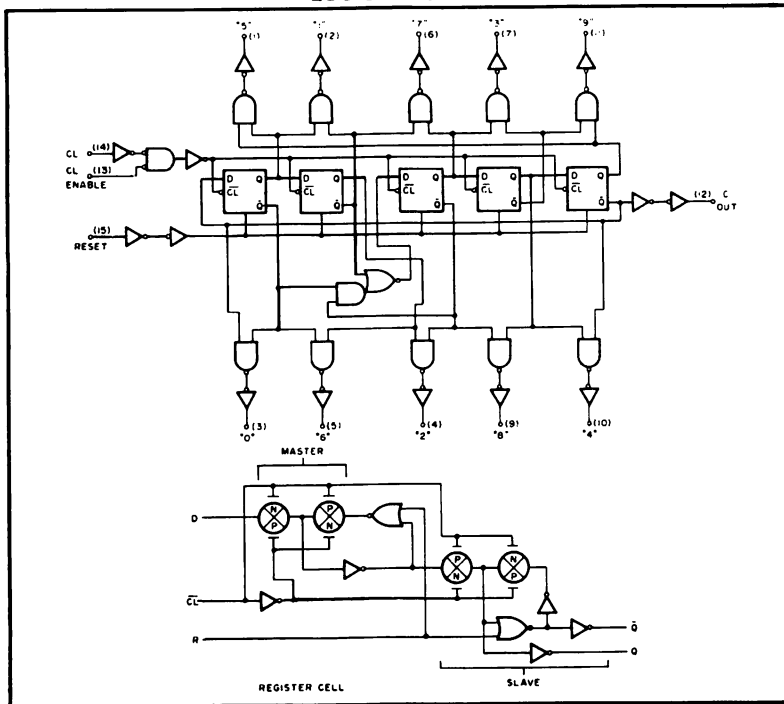 "5" "1" "7" "3" "9"
(1) (2) (6) (7)
CL (14)
CL (13)
ENABLE
D Q D Q D Q D Q D Q
CL CL CL CL CL
Q̄ Q̄ Q̄ Q̄ Q̄
(12) C
OUT
(15)
RESET
(3) (5) (4) (9) (10)
"0" "6" "2" "8" "4"
MASTER
N P
P N
D
P N
N P
CL
Q̄
R
Q
REGISTER CELL
SLAVE